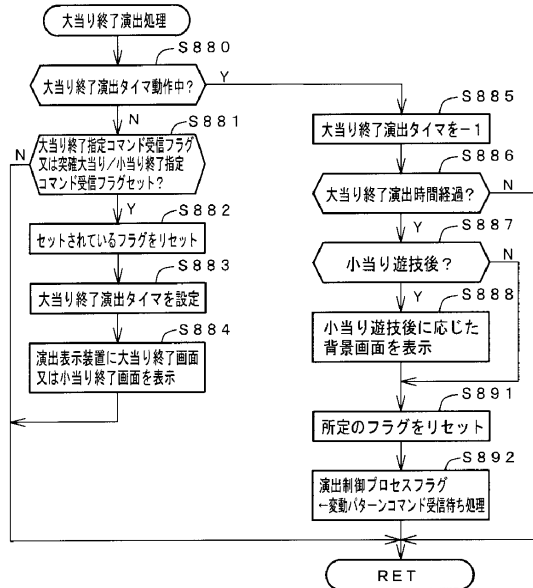 大当り終了演出処理
S880
大当り終了演出タイマ動作中?
Y
N
S881
大当り終了指定コマンド受信フラグ
又は突確大当り/小当り終了指定
コマンド受信フラグセット?
N
Y
S882
セットされているフラグをリセット
S883
大当り終了演出タイマを設定
S884
演出表示装置に大当り終了画面
又は小当り終了画面を表示
S885
大当り終了演出タイマを-1
S886
大当り終了演出時間経過?
N
Y
S887
小当り遊技後?
N
Y
S888
小当り遊技後に応じた
背景画面を表示
S891
所定のフラグをリセット
S892
演出制御プロセスフラグ
←変動パターンコマンド受信待ち処理
RET